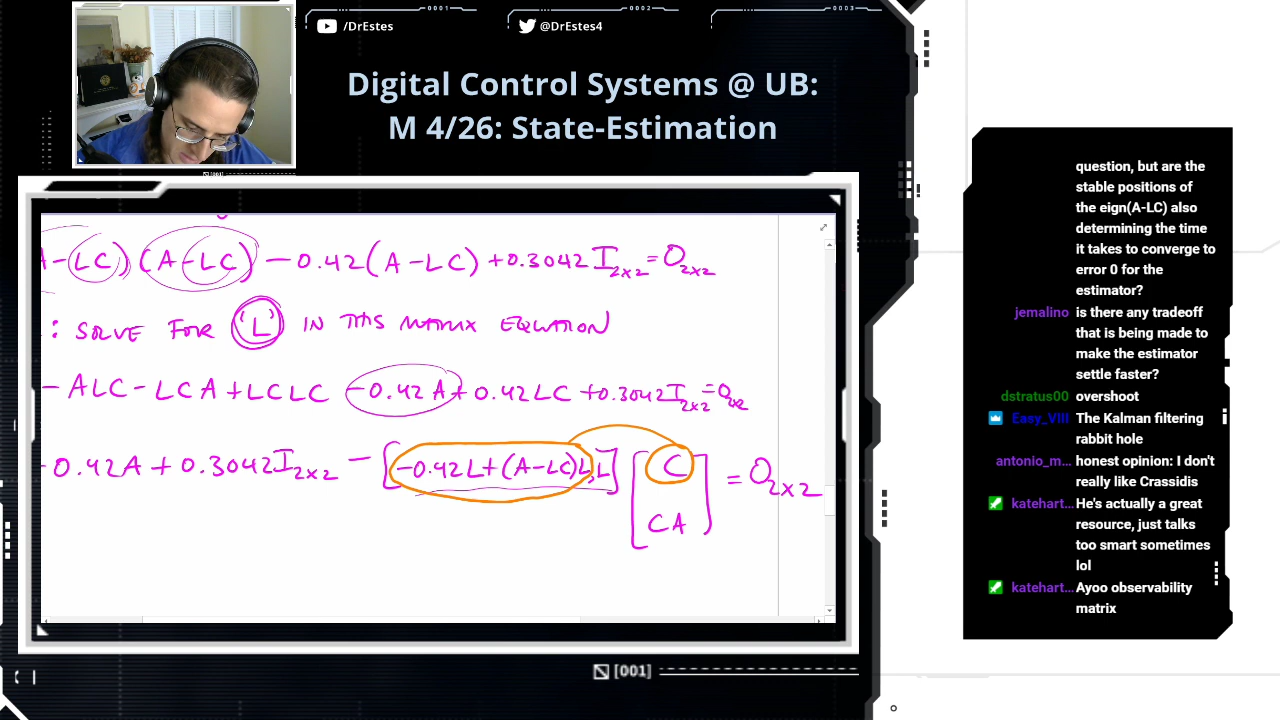 0001
0002
0003
/DrEstes
@DrEstes4
Digital Control Systems @ UB:
M 4/26: State-Estimation
[001]
-LC)(A-LC) - 0.42(A-LC) + 0.3042 I₂ₓ₂ = O₂ₓ₂
: SOLVE FOR 'L' IN THIS MATRIX EQUATION
- ALC - LCA + LCLC - 0.42A + 0.42LC + 0.3042 I₂ₓ₂ = O₂ₓ₂
-0.42A + 0.3042 I₂ₓ₂ - [-0.42L + (A-LC)L, L] [C
CA] = O₂ₓ₂
[001]
question, but are the
stable positions of
the eign(A-LC) also
determining the time
it takes to converge to
error 0 for the
estimator?
jemalino is there any tradeoff
that is being made to
make the estimator
settle faster?
dstratus00 overshoot
Easy_VIII The Kalman filtering
rabbit hole
antonio_m... honest opinion: I don't
really like Crassidis
katehart... He's actually a great
resource, just talks
too smart sometimes
lol
katehart... Ayoo observability
matrix